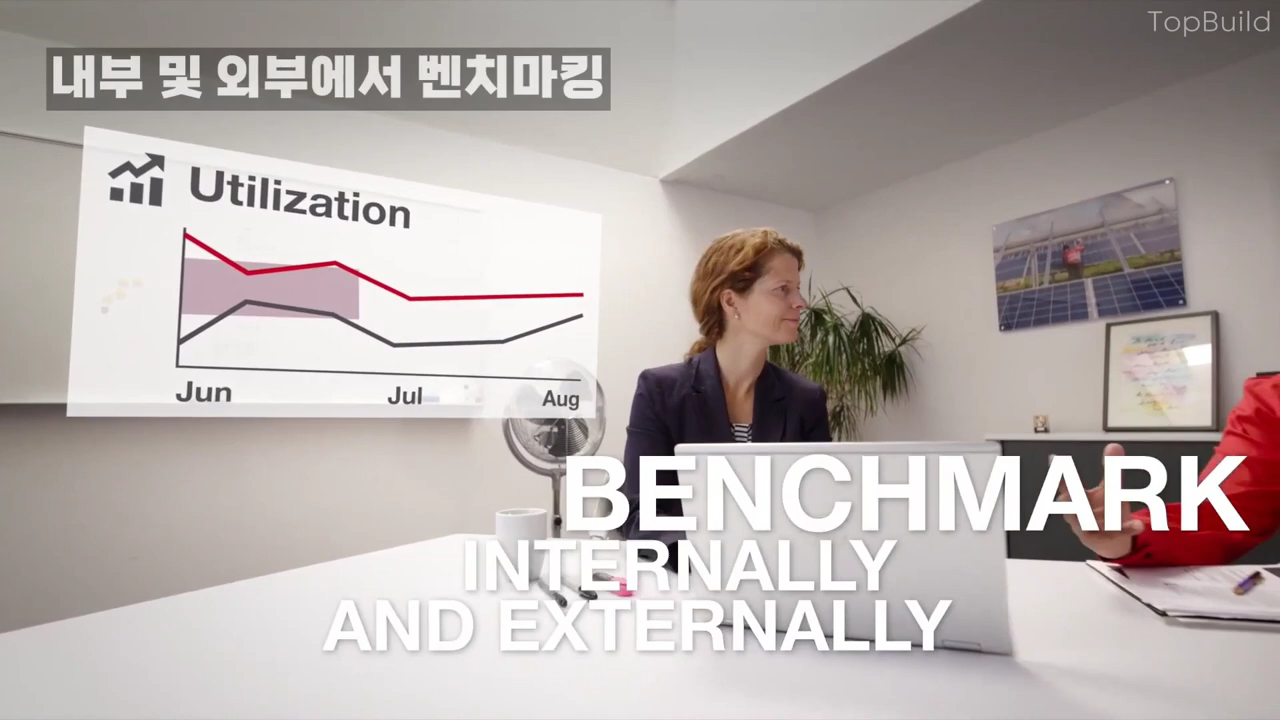 TopBuild
내부 및 외부에서 벤치마킹
Utilization
Jun Jul Aug
BENCHMARK
INTERNALLY
AND EXTERNALLY